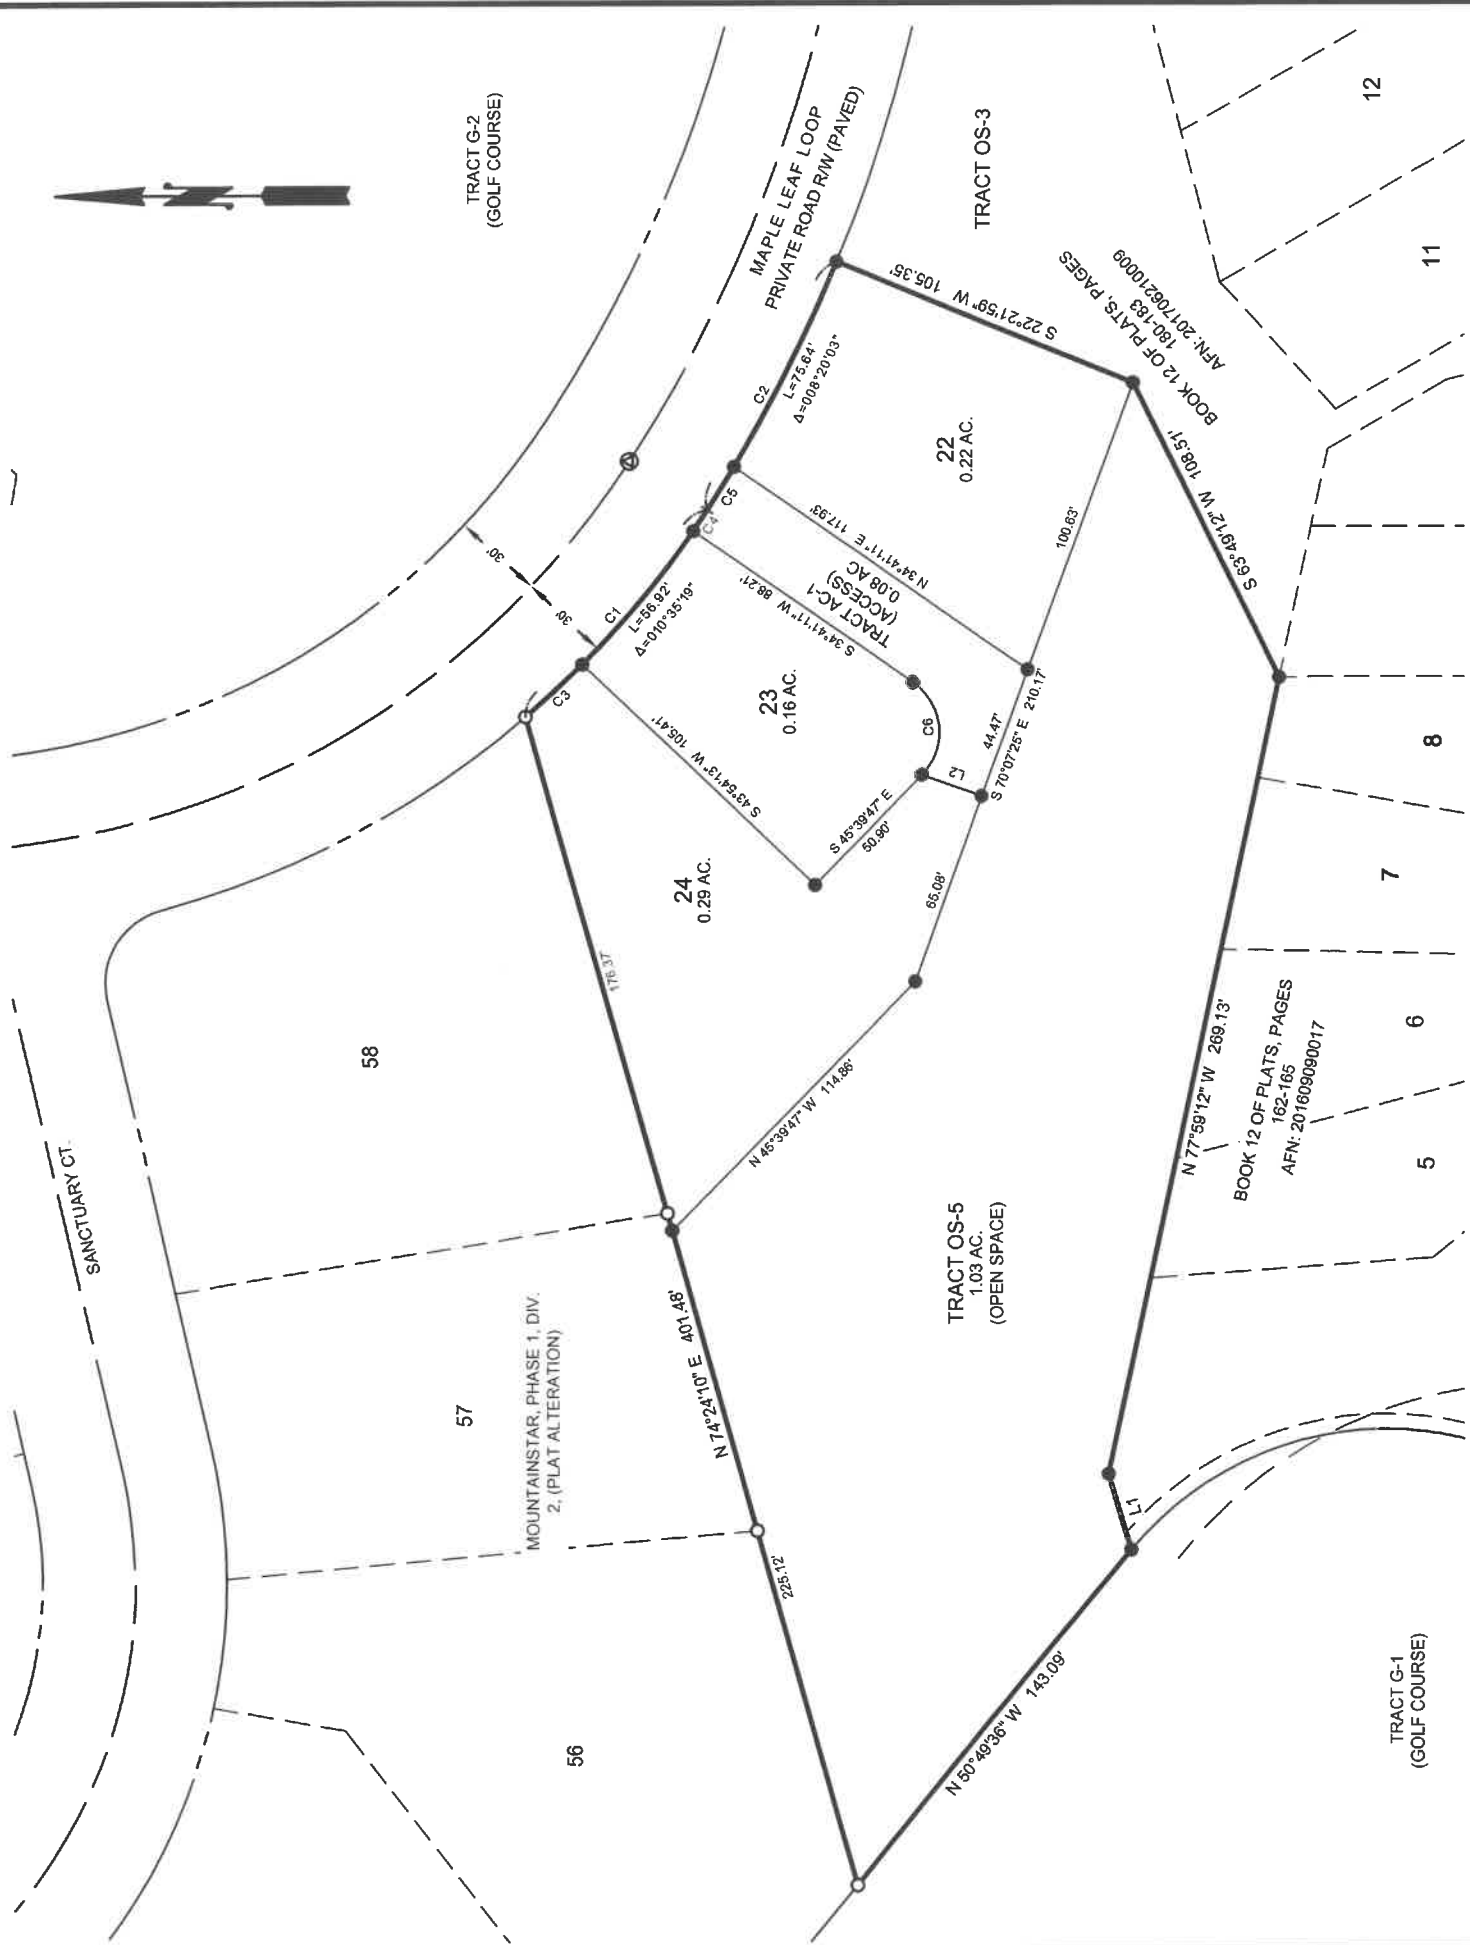 TRACT G-2
(GOLF COURSE)
MAPLE LEAF LOOP
PRIVATE ROAD R/W (PAVED)
TRACT OS-3
12
11
BOOK 12 OF PLATS, PAGES
180-183
AFN: 201706210009
30'
30'
C3
C1
L=56.92'
Δ=010°35'19"
C4
C5
C2
L=75.64'
Δ=008°20'03"
S 22°21'59" W 105.35'
22
0.22 AC.
N 34°41'11" E 117.93'
TRACT AC-1
(ACCESS)
0.08 AC
S 34°41'11" W 88.21'
23
0.16 AC.
S 43°54'13" W 105.41'
C6
L2
S 45°39'47" E
50.90'
100.63'
44.47'
S 70°07'25" E 210.17'
65.08'
S 63°49'12" W 108.51'
24
0.29 AC.
176.37'
58
SANCTUARY CT.
N 45°39'47" W 114.86'
8
7
6
5
N 77°59'12" W 269.13'
BOOK 12 OF PLATS, PAGES
162-165
AFN: 201609090017
TRACT OS-5
1.03 AC.
(OPEN SPACE)
N 74°24'10" E 401.48'
57
MOUNTAINSTAR, PHASE 1, DIV.
2, (PLAT ALTERATION)
225.12'
L1
56
N 50°49'36" W 143.09'
TRACT G-1
(GOLF COURSE)